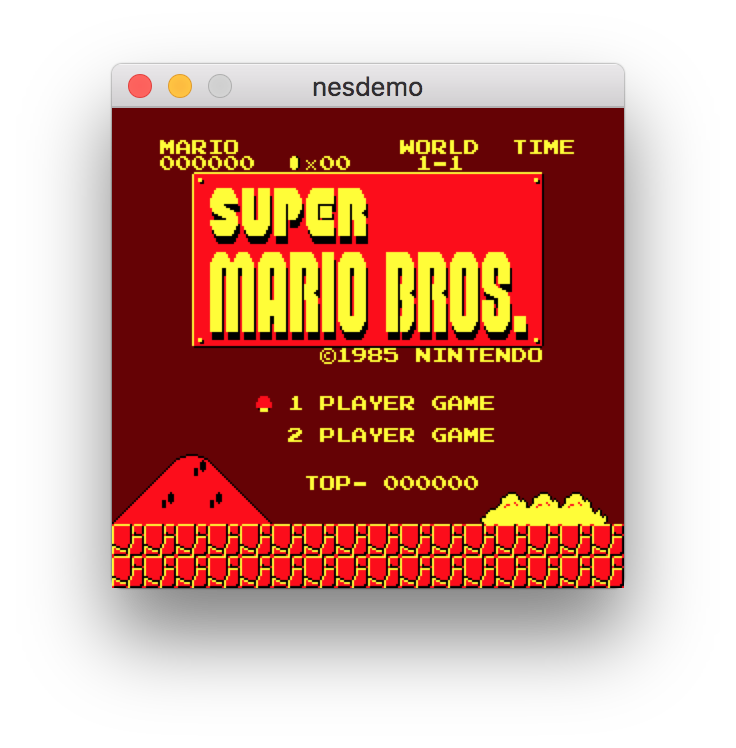 nesdemo
MARIO WORLD TIME
000000 ×00 1-1
SUPER
MARIO BROS.
©1985 NINTENDO
1 PLAYER GAME
2 PLAYER GAME
TOP- 000000